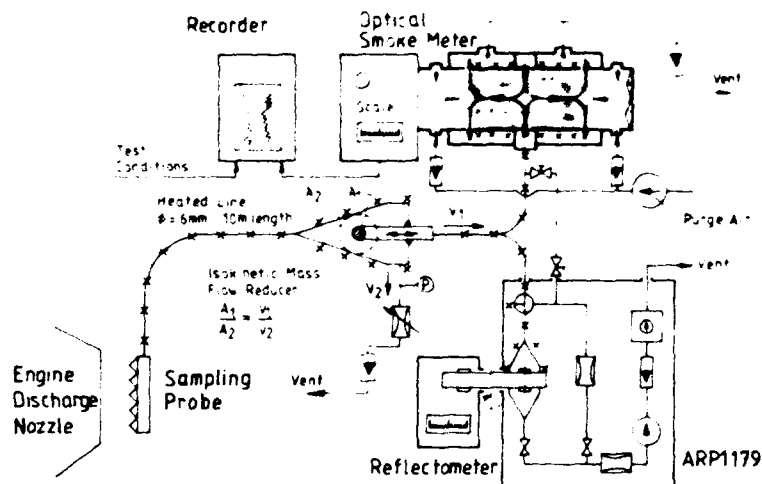 Recorder
Optical
Smoke Meter
Vent
Scale
Test
Conditions
A2
A1
V1
Heated Line
ϕ = 6mm 10m length
Purge Air
Isokinetic Mass
Flow Reducer
A1/A2 = V1/V2
V2
P
Vent
Engine
Discharge
Nozzle
Sampling
Probe
Vent
Reflectometer
ARP1179